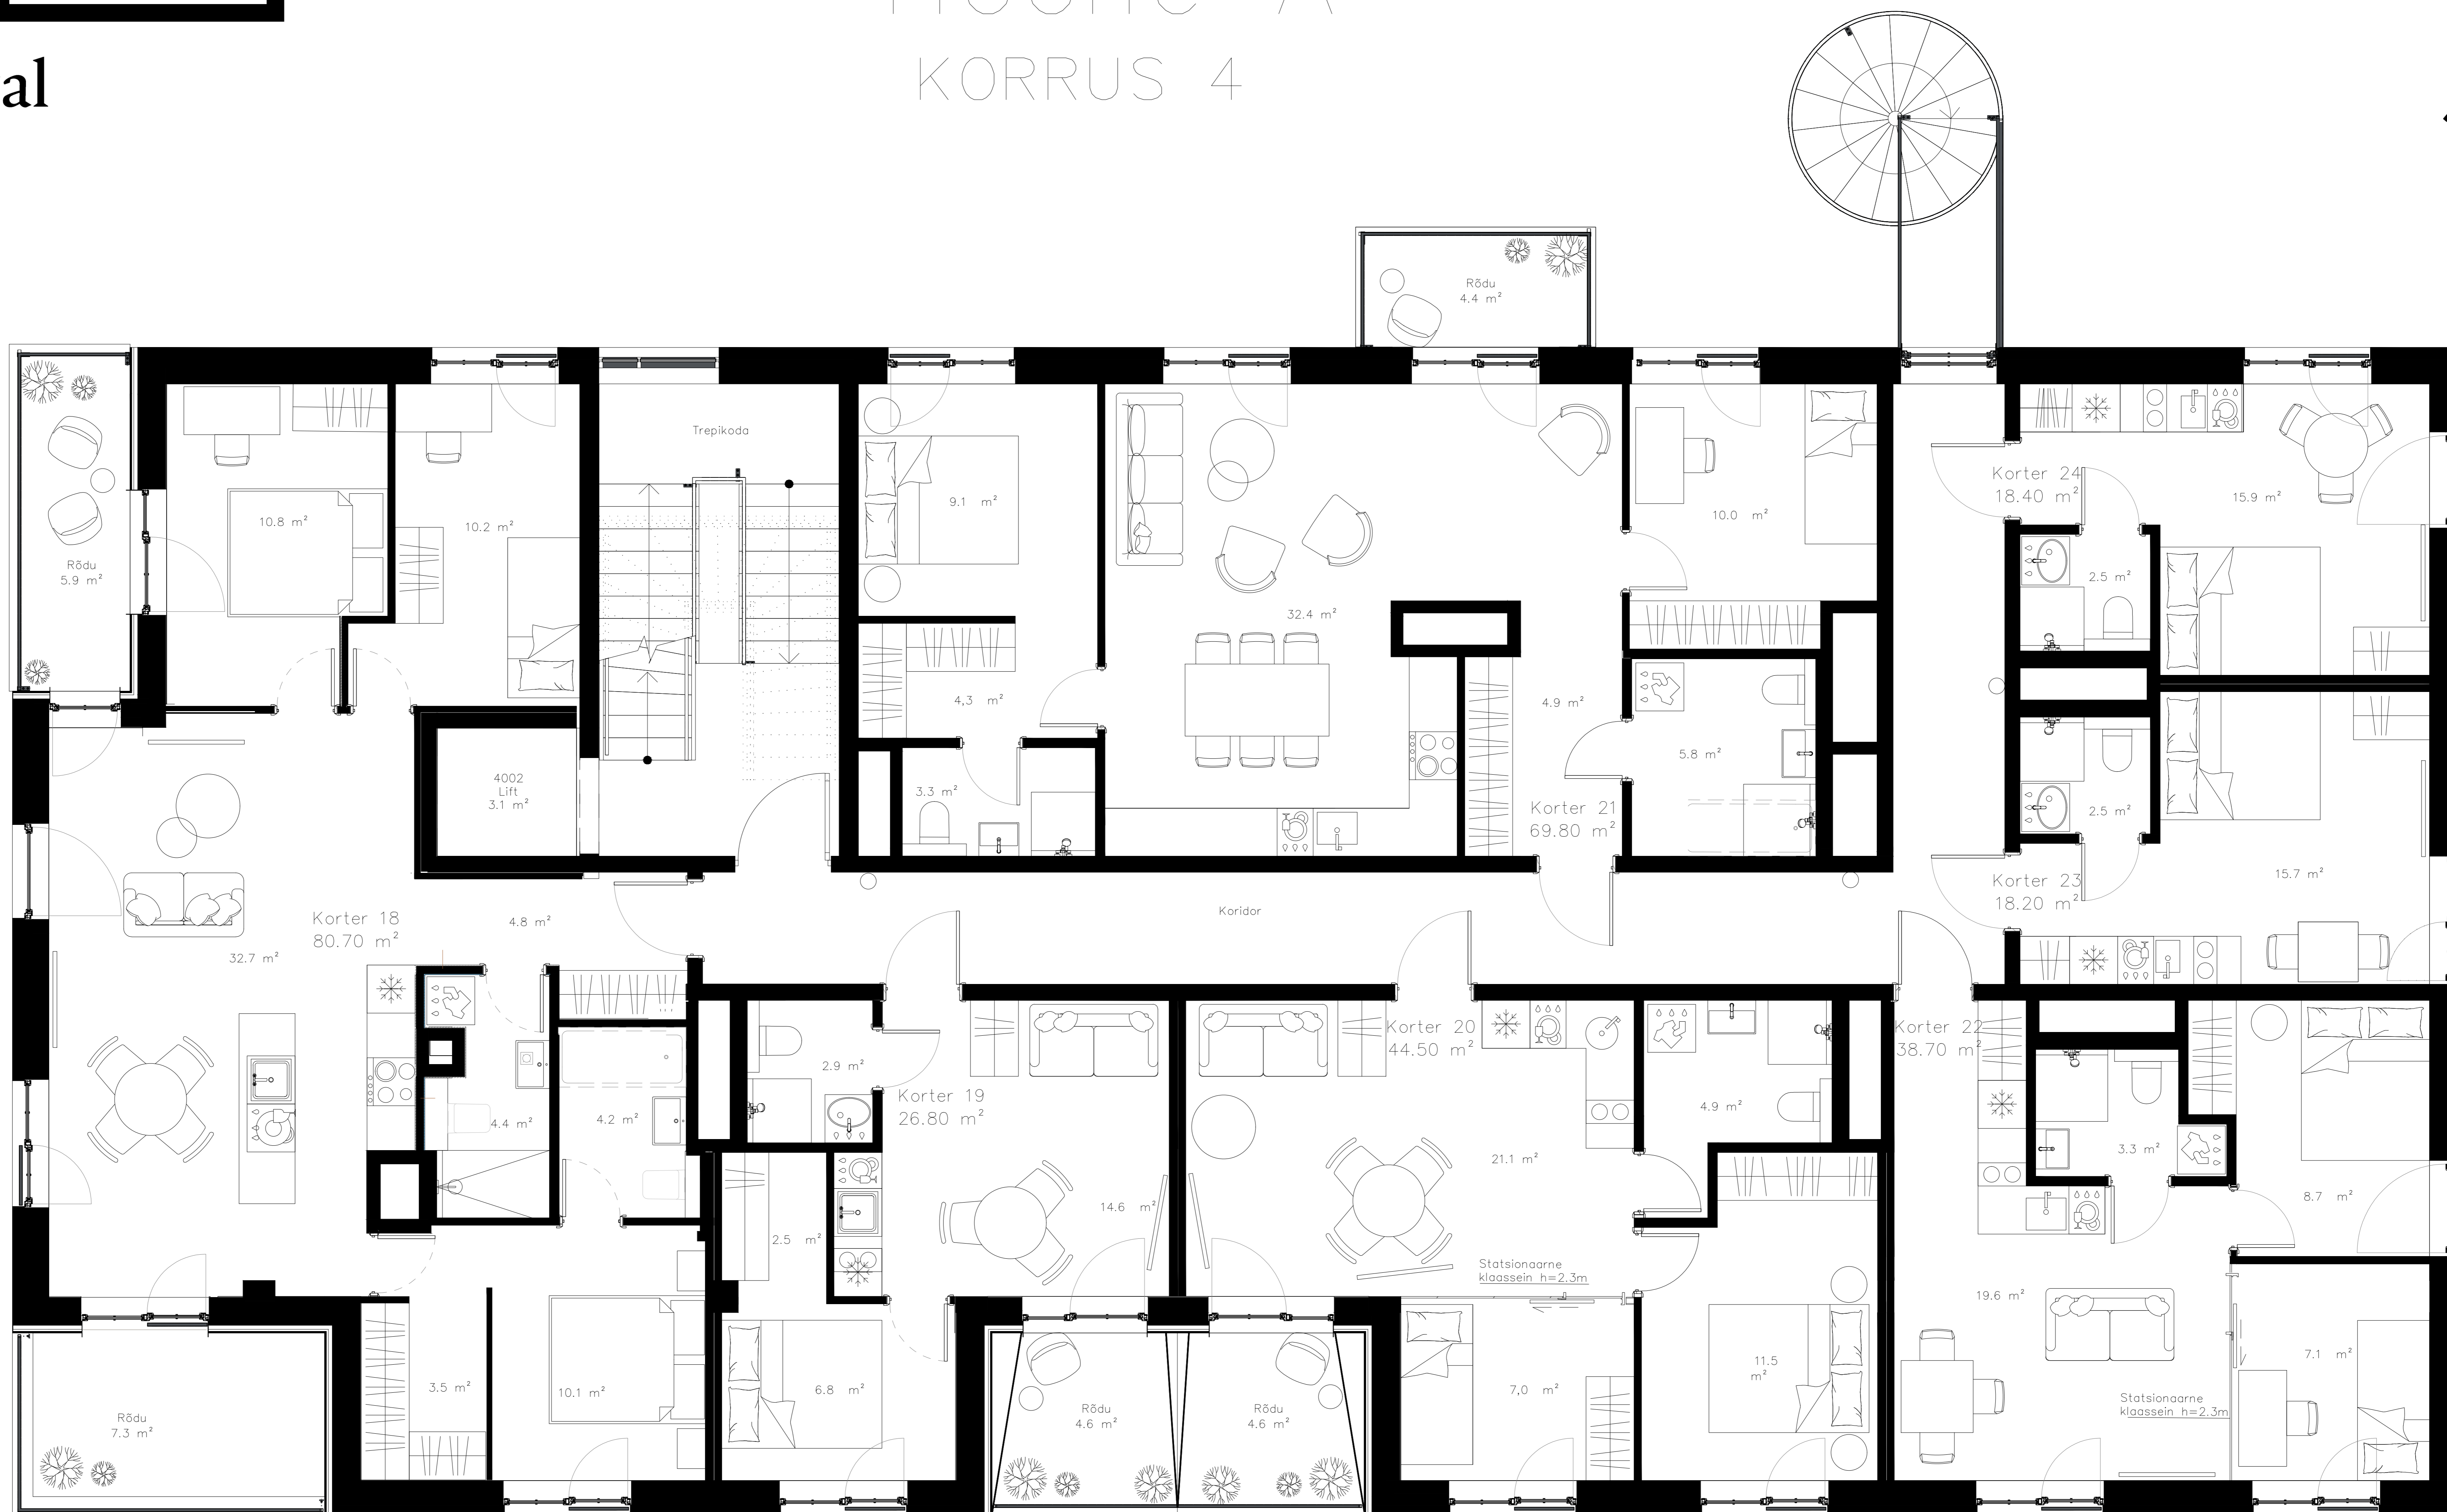 al
KORRUS 4
Rõdu
4.4 m²
Trepikoda
10.8 m²
10.2 m²
Rõdu
5.9 m²
9.1 m²
32.4 m²
10.0 m²
Korter 24
18.40 m²
15.9 m²
2.5 m²
4,3 m²
4.9 m²
5.8 m²
4002
Lift
3.1 m²
3.3 m²
Korter 21
69.80 m²
2.5 m²
Korter 23
18.20 m²
15.7 m²
Korter 18
80.70 m²
4.8 m²
32.7 m²
Koridor
2.9 m²
Korter 19
26.80 m²
Korter 20
44.50 m²
Korter 22
38.70 m²
4.4 m²
4.2 m²
4.9 m²
3.3 m²
21.1 m²
14.6 m²
2.5 m²
8.7 m²
Statsionaarne
klaassein h=2.3m
19.6 m²
3.5 m²
10.1 m²
6.8 m²
7,0 m²
11.5
m²
7.1 m²
Statsionaarne
klaassein h=2.3m
Rõdu
7.3 m²
Rõdu
4.6 m²
Rõdu
4.6 m²